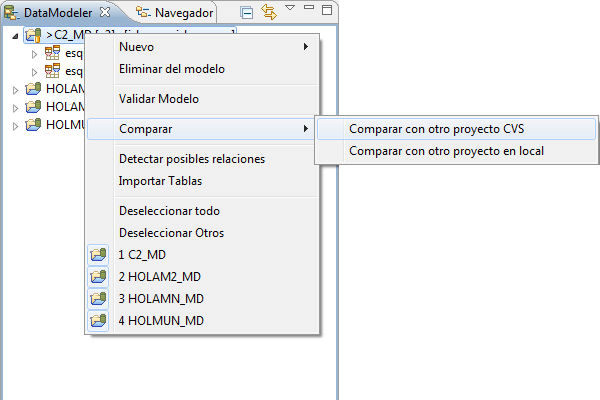 DataModeler Navegador
>C2_MD
esq
esq
HOLAM
HOLAM
HOLMU
Nuevo
Eliminar del modelo
Validar Modelo
Comparar
Comparar con otro proyecto CVS
Comparar con otro proyecto en local
Detectar posibles relaciones
Importar Tablas
Deseleccionar todo
Deseleccionar Otros
1 C2_MD
2 HOLAM2_MD
3 HOLAMN_MD
4 HOLMUN_MD